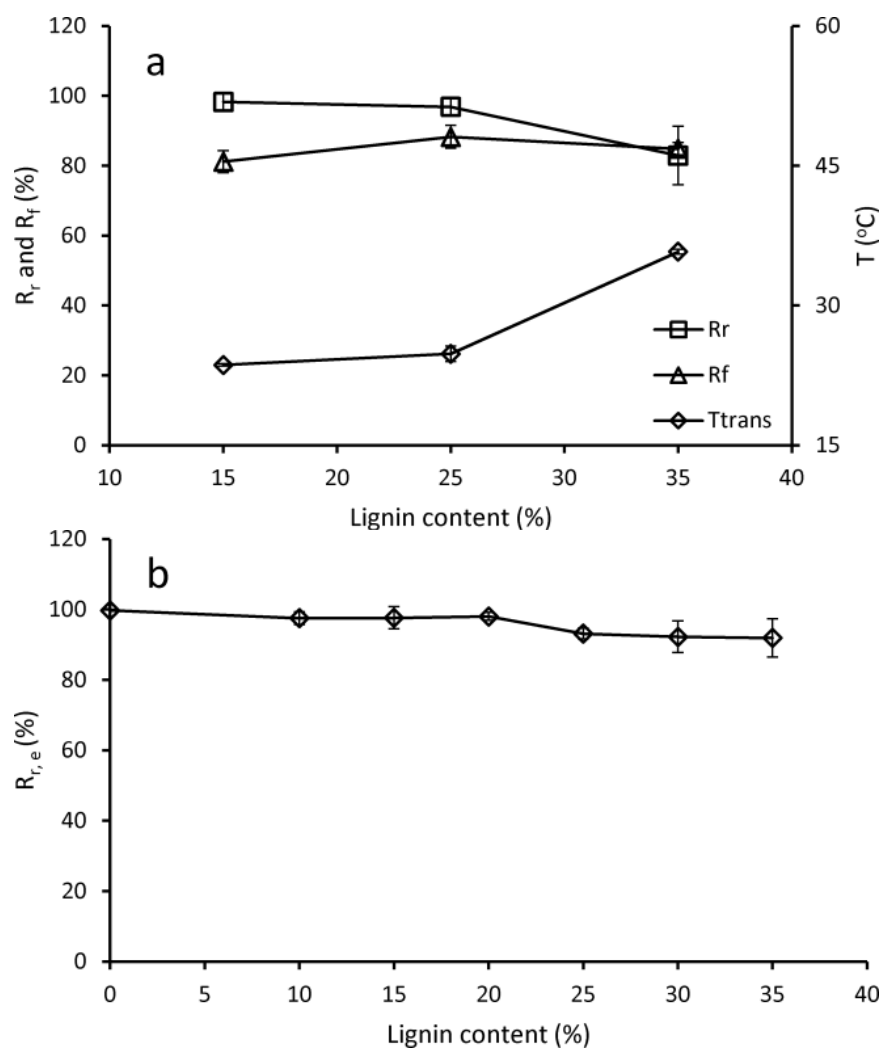 a
120
100
80
60
40
20
0
R_r and R_f (%)
60
45
30
15
T (°C)
Rr
Rf
Ttrans
10 15 20 25 30 35 40
Lignin content (%)
b
120
100
80
60
40
20
0
R_r, e (%)
0 5 10 15 20 25 30 35 40
Lignin content (%)